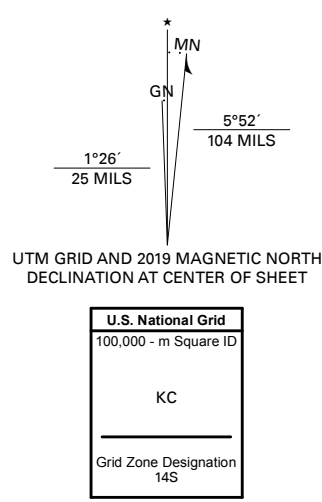 ★
MN
GN
5°52´
104 MILS
1°26´
25 MILS
UTM GRID AND 2019 MAGNETIC NORTH
DECLINATION AT CENTER OF SHEET
U.S. National Grid
100,000 - m Square ID
KC
Grid Zone Designation
14S